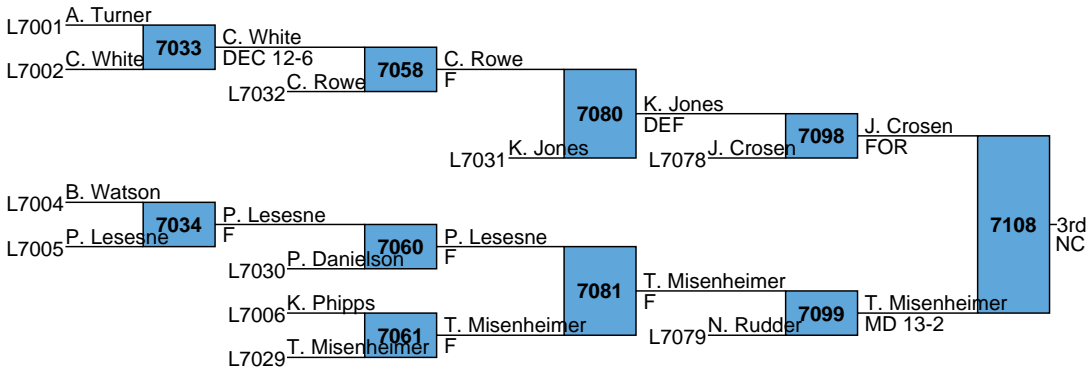 L7001 A. Turner
7033
C. White
DEC 12-6
L7002 C. White
7058
C. Rowe
F
L7032 C. Rowe
7080
K. Jones
DEF
L7031 K. Jones
7098
J. Crosen
FOR
L7078 J. Crosen
L7004 B. Watson
7034
P. Lesesne
F
L7005 P. Lesesne
7060
P. Lesesne
F
L7030 P. Danielson
7108
3rd
NC
L7006 K. Phipps
7061
T. Misenheimer
F
L7029 T. Misenheimer
7081
T. Misenheimer
F
7099
T. Misenheimer
MD 13-2
L7079 N. Rudder